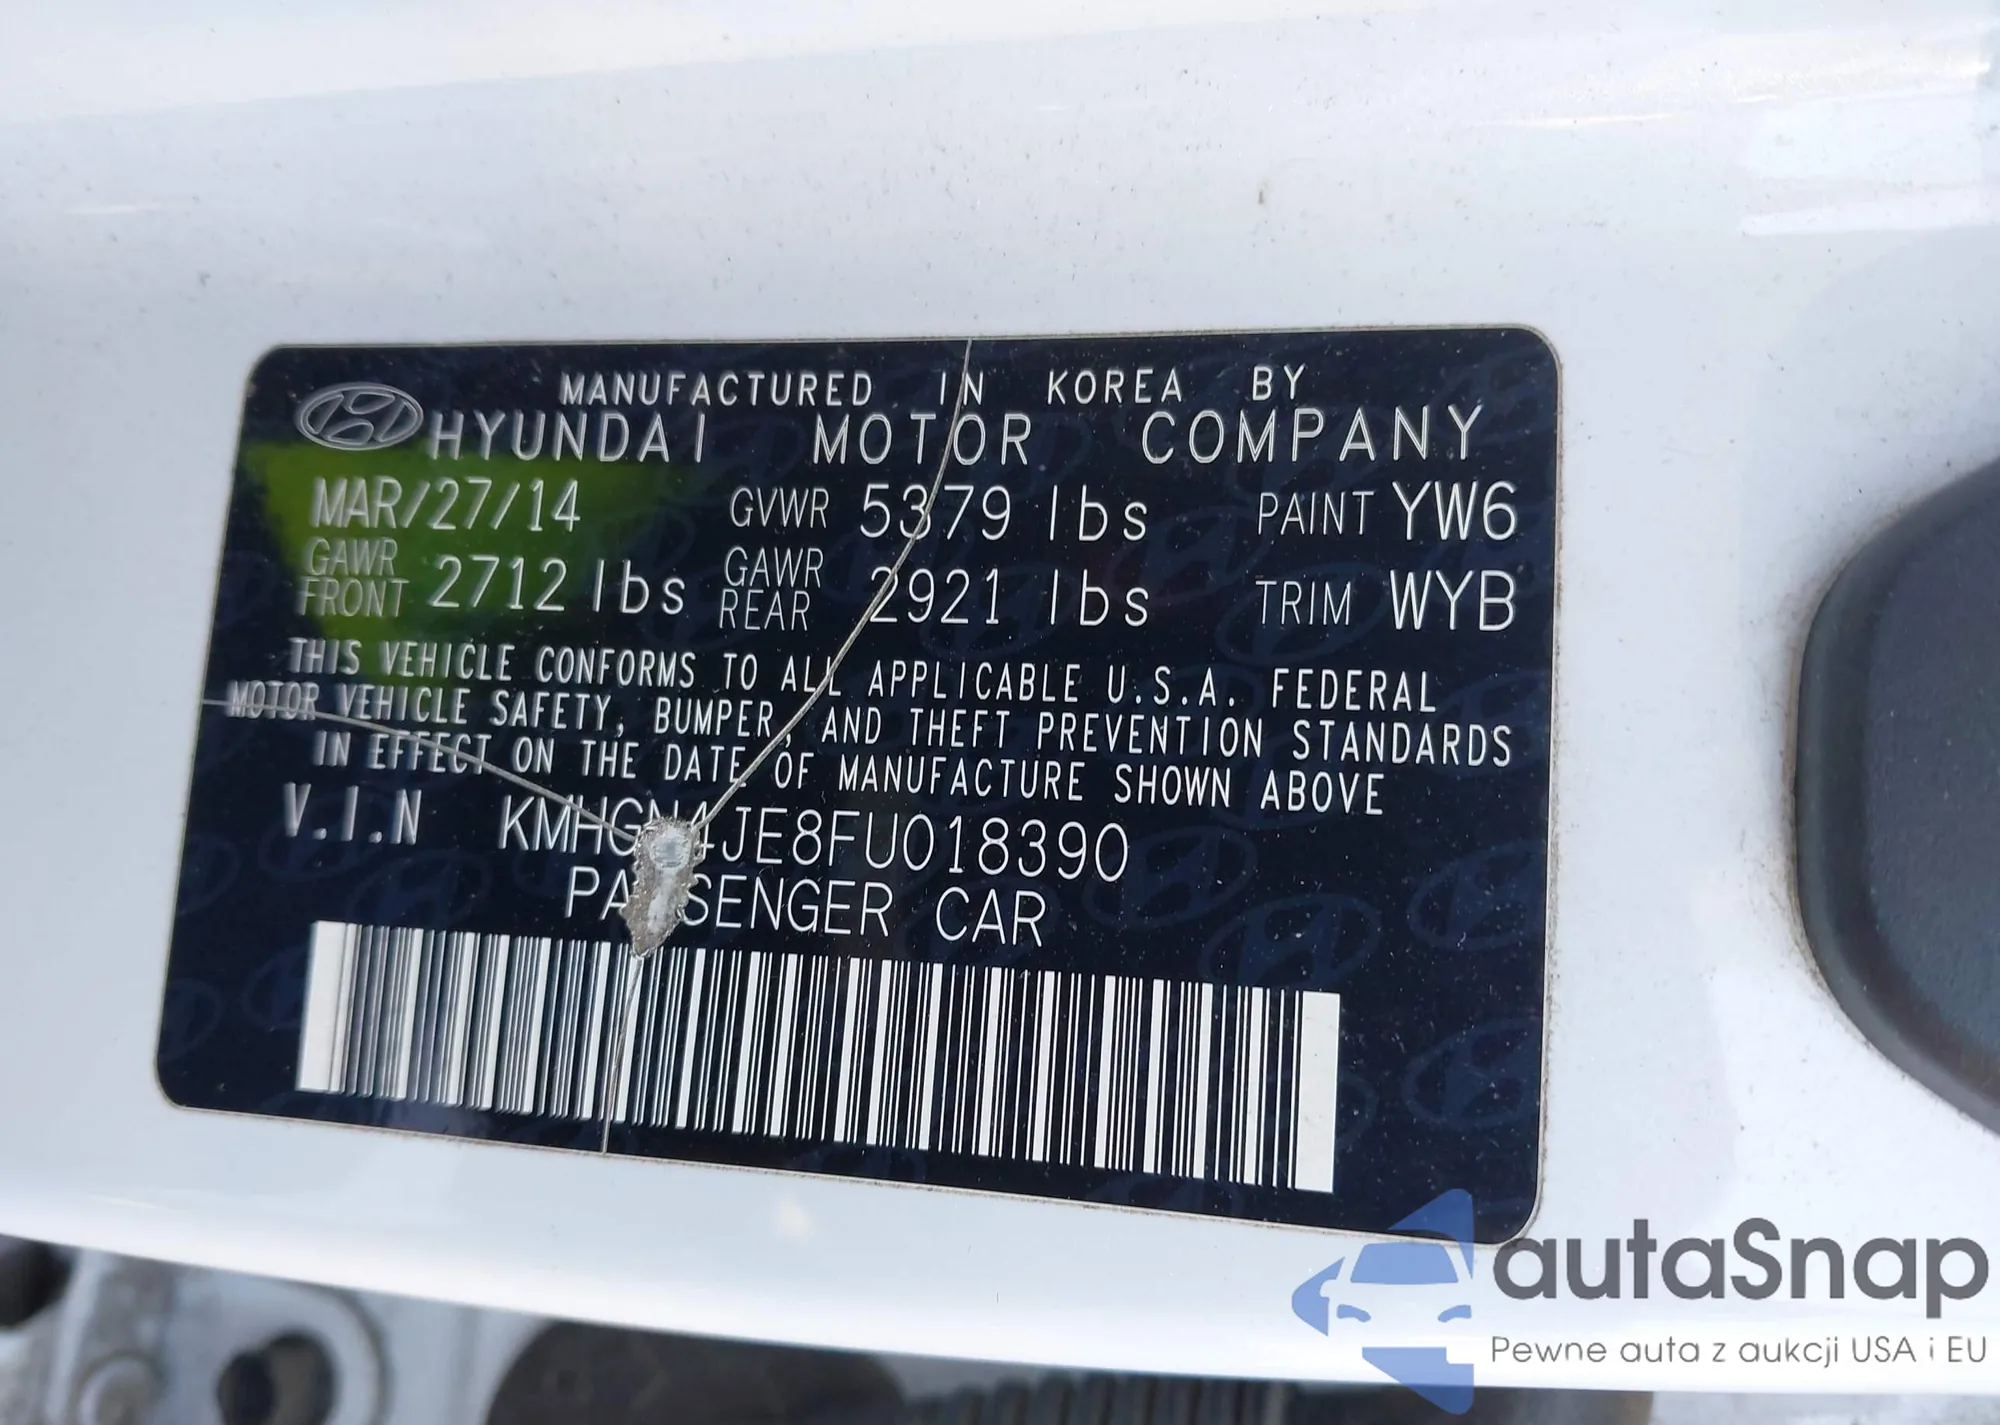 MANUFACTURED IN KOREA BY
HYUNDAI MOTOR COMPANY
MAR/27/14 GVWR 5379 lbs PAINT YW6
GAWR FRONT 2712 lbs GAWR REAR 2921 lbs TRIM WYB
THIS VEHICLE CONFORMS TO ALL APPLICABLE U.S.A. FEDERAL
MOTOR VEHICLE SAFETY, BUMPER, AND THEFT PREVENTION STANDARDS
IN EFFECT ON THE DATE OF MANUFACTURE SHOWN ABOVE
V.I.N KMHGN4JE8FU018390
PASSENGER CAR
autaSnap
Pewne auta z aukcji USA i EU